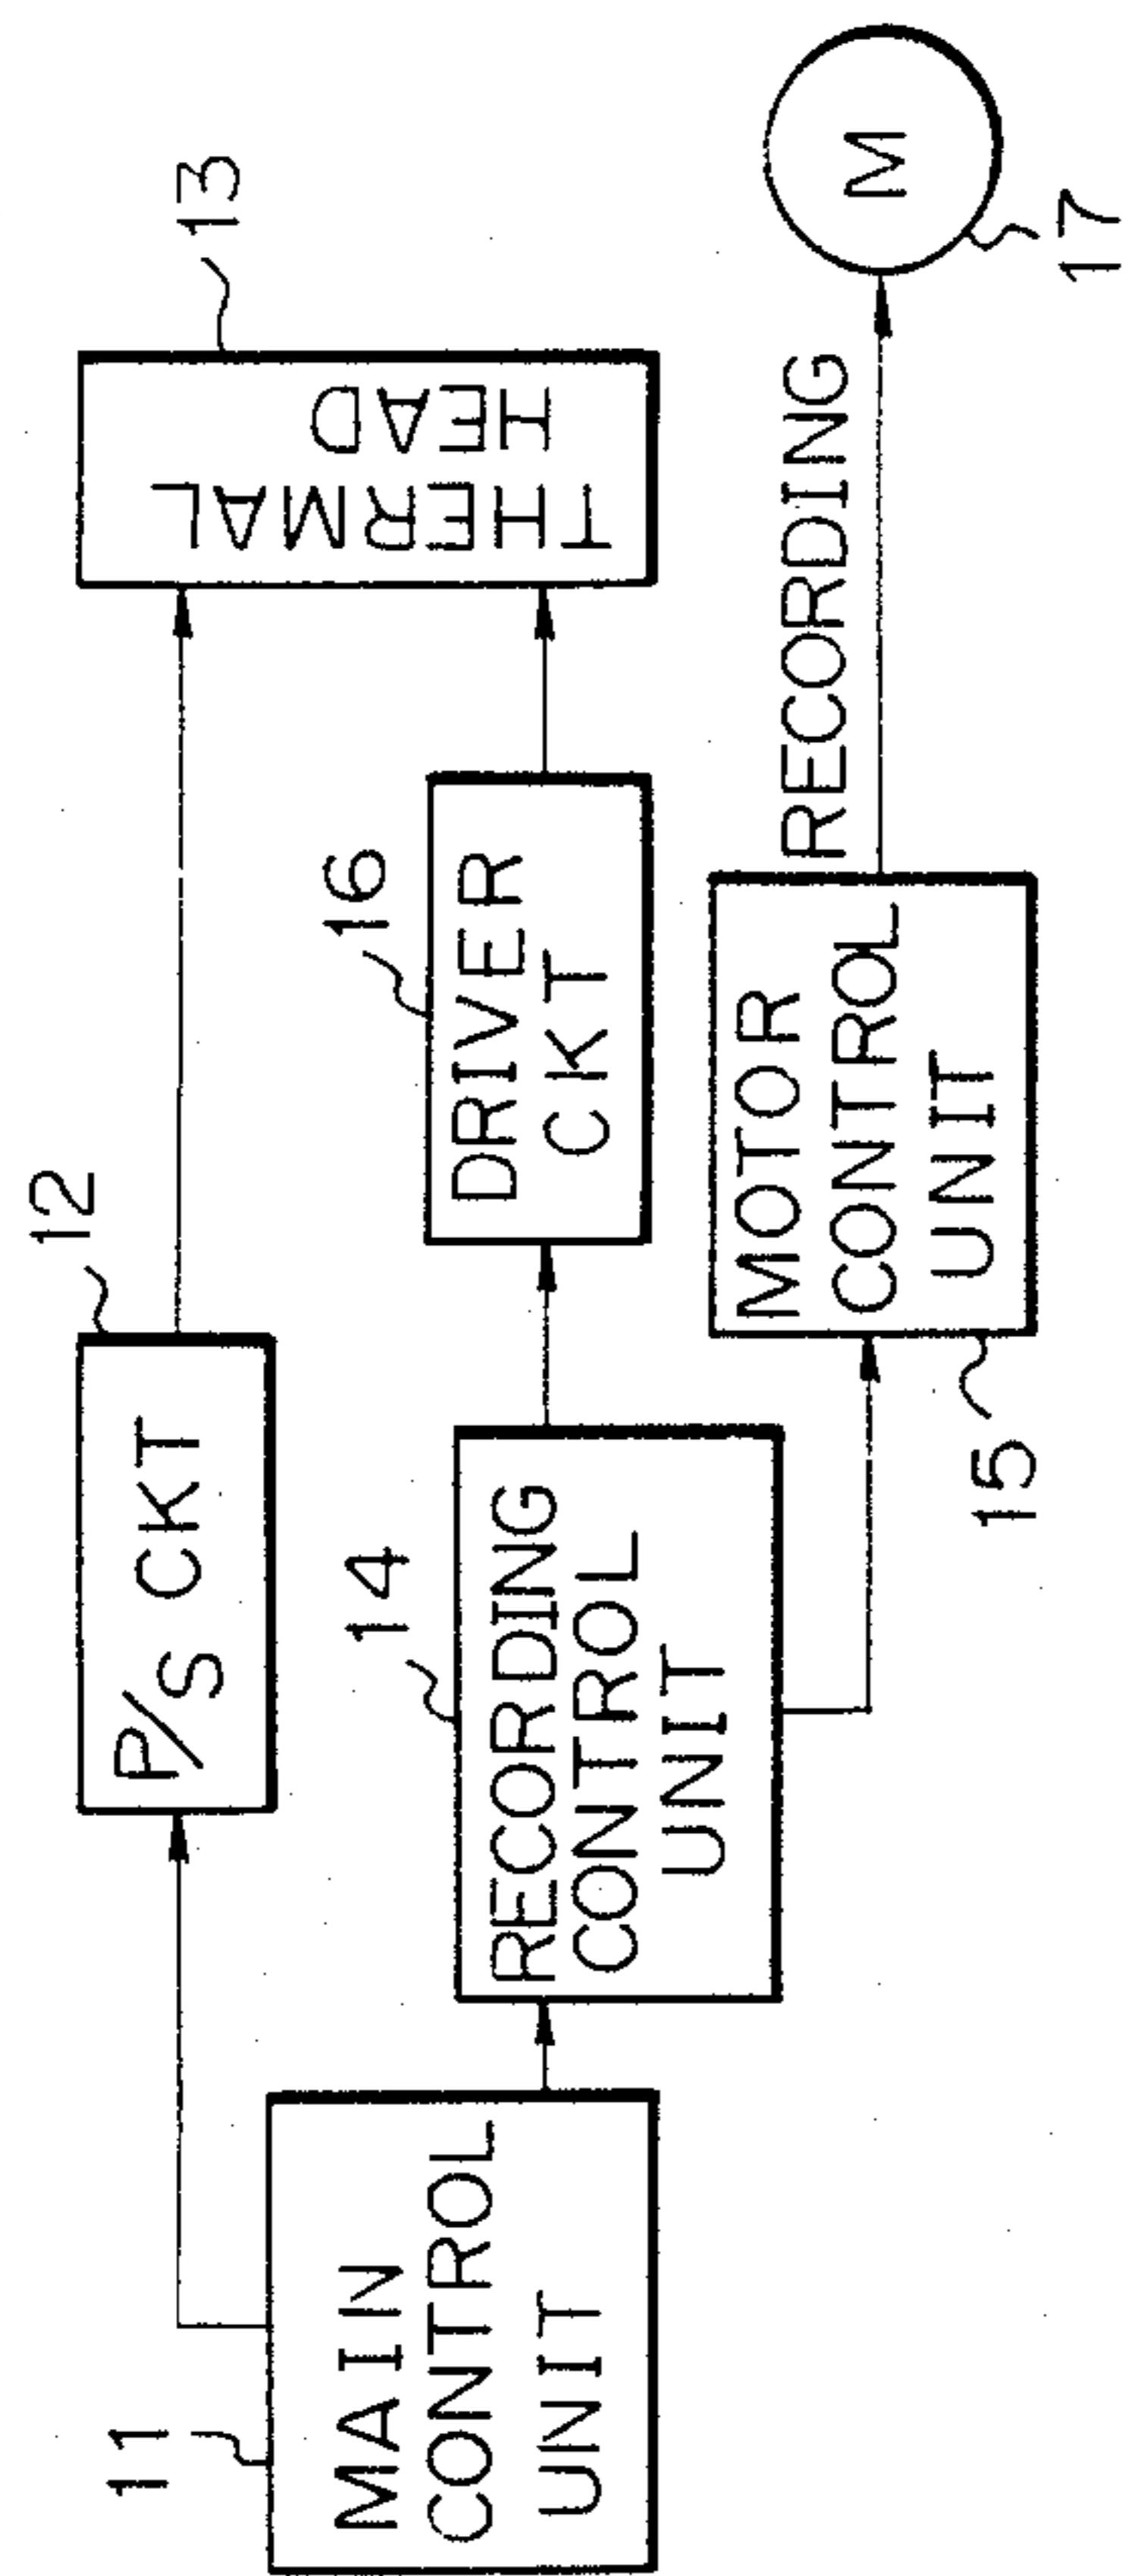 11
MAIN
CONTROL
UNIT
12
P/S CKT
13
THERMAL
HEAD
14
RECORDING
CONTROL
UNIT
16
DRIVER
CKT
15
MOTOR
CONTROL
UNIT
RECORDING
M
17